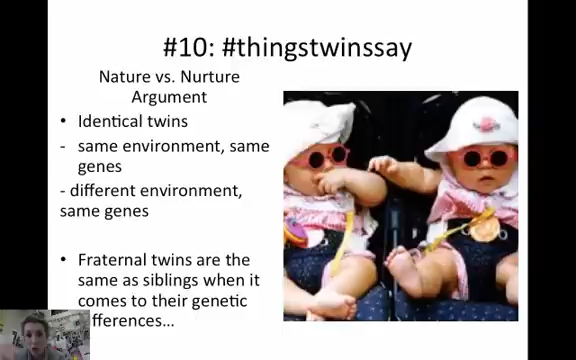 #10: #thingstwinssay
Nature vs. Nurture
Argument
• Identical twins
- same environment, same
genes
- different environment,
same genes
• Fraternal twins are the
same as siblings when it
comes to their genetic
ifferences...